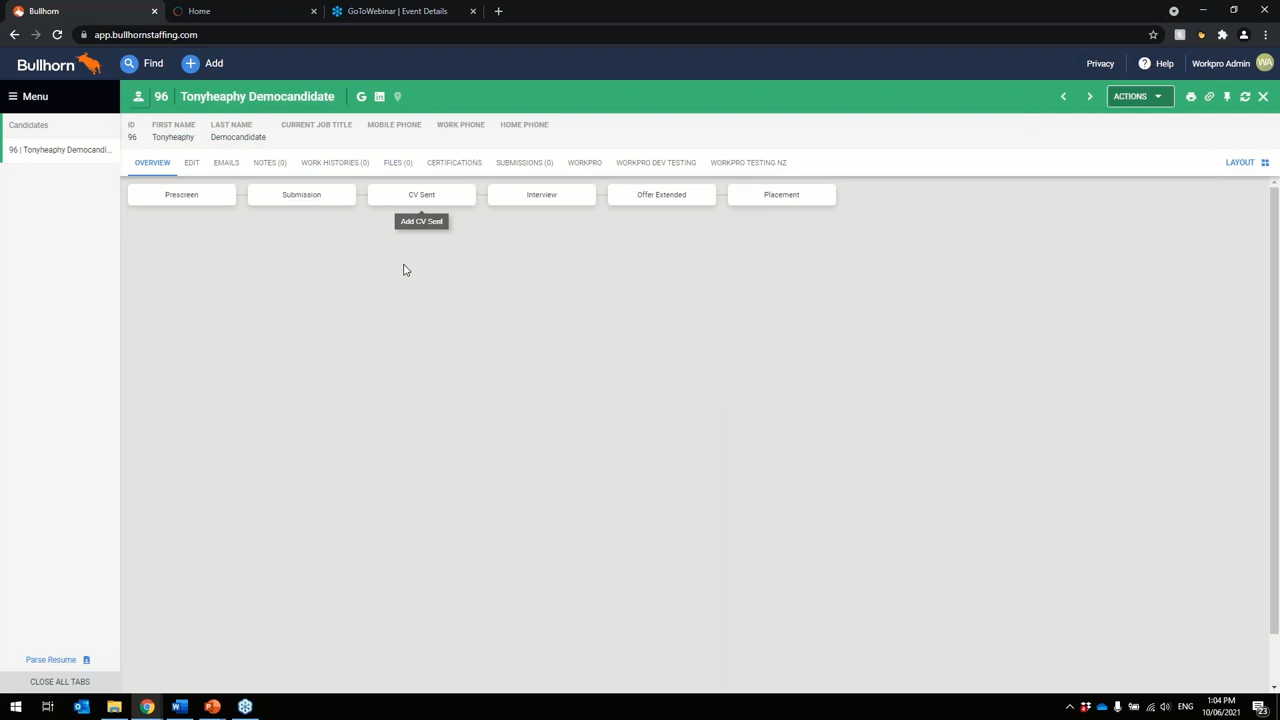 Bullhorn
Home
GoToWebinar | Event Details
app.bullhornstaffing.com
Bullhorn
Find
Add
Privacy
Help
Workpro Admin
WA
Menu
96
Tonyheaphy Democandidate
ACTIONS
Candidates
96 | Tonyheaphy Democandi...
ID
FIRST NAME
LAST NAME
CURRENT JOB TITLE
MOBILE PHONE
WORK PHONE
HOME PHONE
96
Tonyheaphy
Democandidate
OVERVIEW
EDIT
EMAILS
NOTES (0)
WORK HISTORIES (0)
FILES (0)
CERTIFICATIONS
SUBMISSIONS (0)
WORKPRO
WORKPRO DEV TESTING
WORKPRO TESTING NZ
LAYOUT
Prescreen
Submission
CV Sent
Interview
Offer Extended
Placement
Add CV Sent
Parse Resume
CLOSE ALL TABS
ENG
1:04 PM
10/06/2021
23